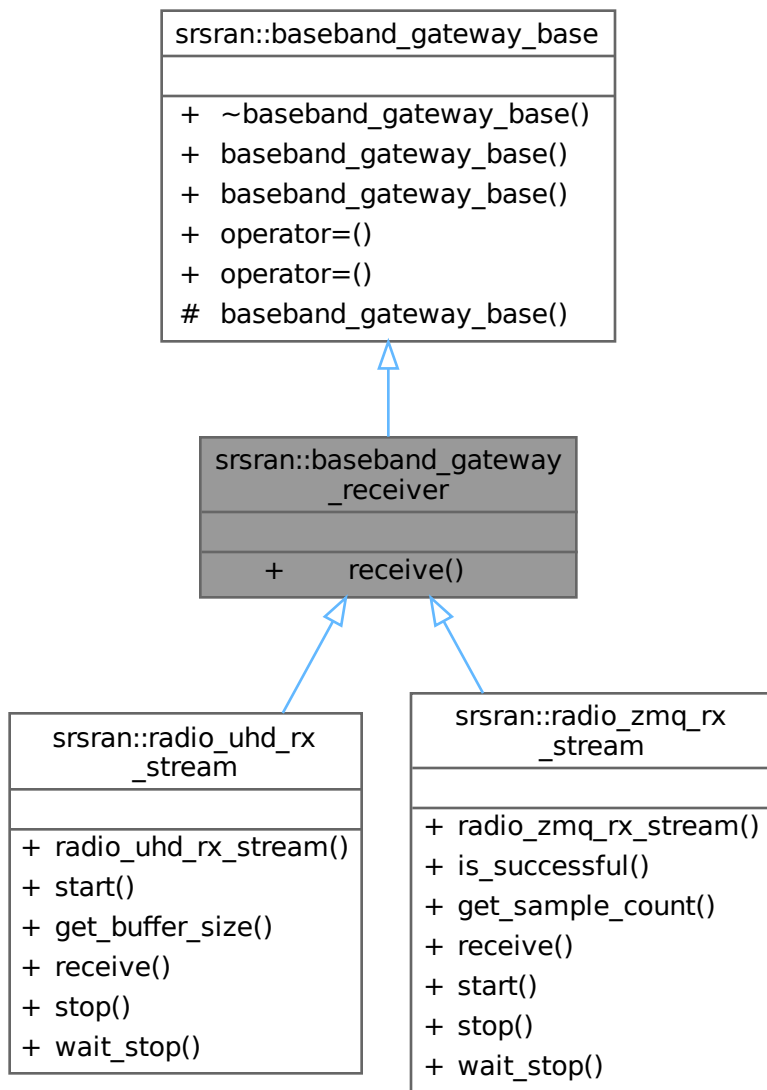 srsran::baseband_gateway_base
+ ~baseband_gateway_base()
+ baseband_gateway_base()
+ baseband_gateway_base()
+ operator=()
+ operator=()
# baseband_gateway_base()
srsran::baseband_gateway
_receiver
+ receive()
srsran::radio_uhd_rx
_stream
+ radio_uhd_rx_stream()
+ start()
+ get_buffer_size()
+ receive()
+ stop()
+ wait_stop()
srsran::radio_zmq_rx
_stream
+ radio_zmq_rx_stream()
+ is_successful()
+ get_sample_count()
+ receive()
+ start()
+ stop()
+ wait_stop()